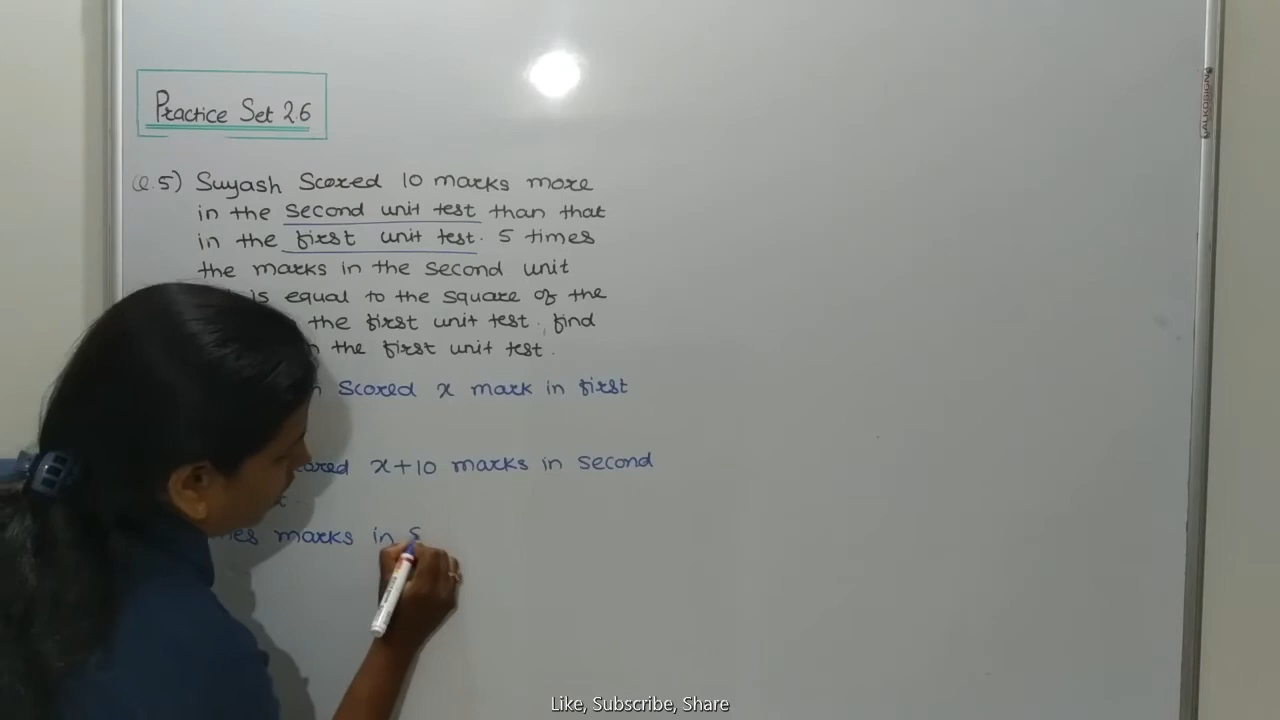 Practice Set 2.6
Q.5) Suyash Scored 10 marks more
in the second unit test than that
in the first unit test. 5 times
the marks in the second unit
is equal to the square of the
the first unit test. find
the first unit test.
Scored x mark in first
x+10 marks in second
marks in S
ALKOSIGN
Like, Subscribe, Share